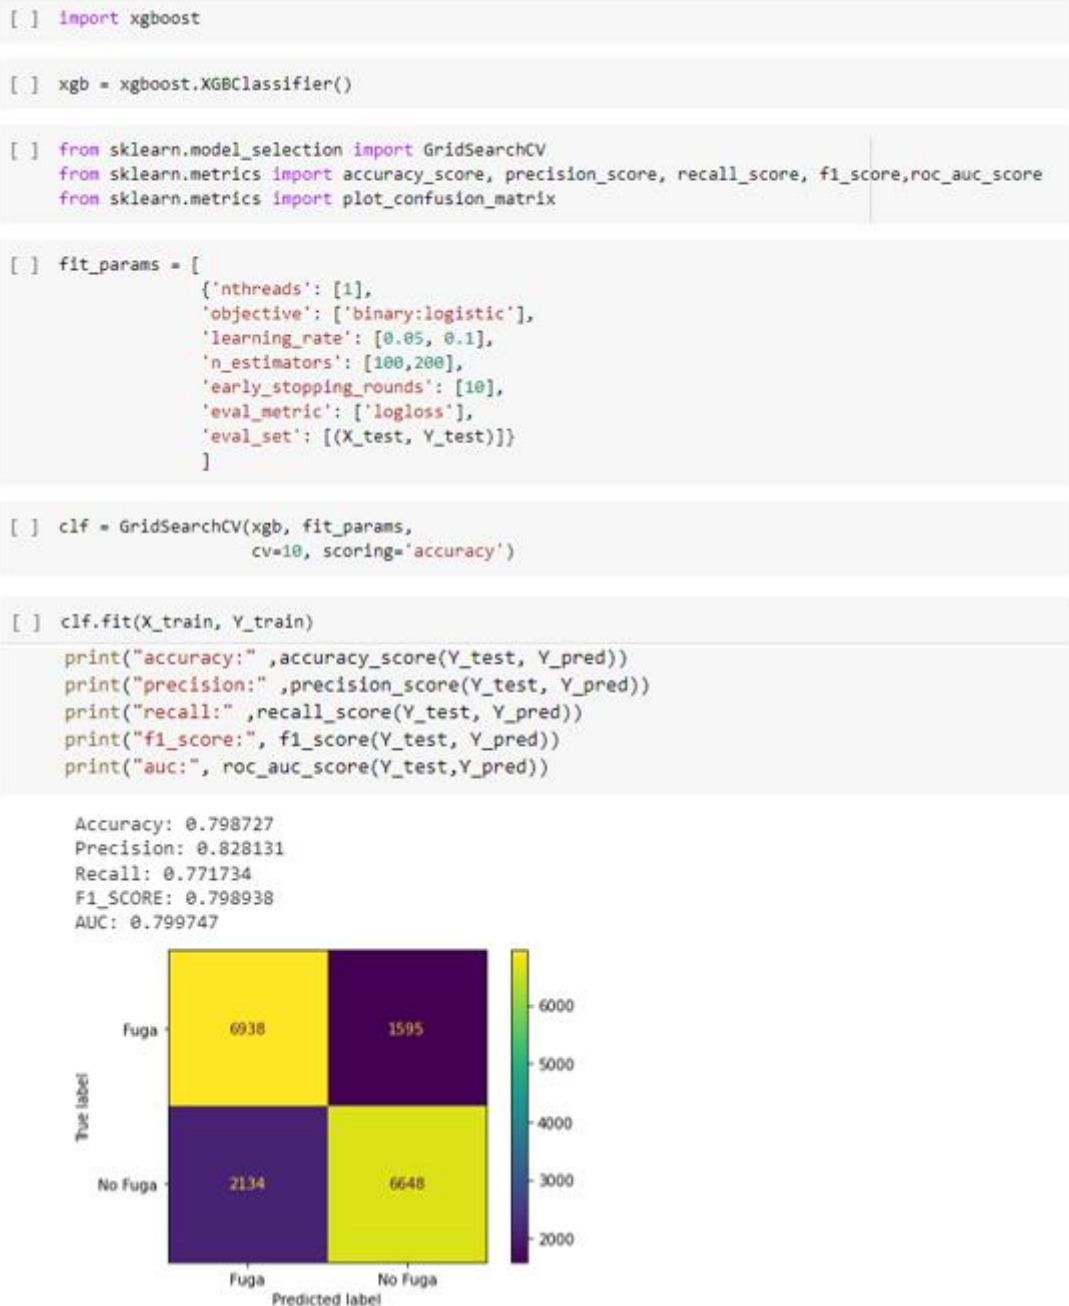 [ ] import xgboost
[ ] xgb = xgboost.XGBClassifier()
[ ] from sklearn.model_selection import GridSearchCV
from sklearn.metrics import accuracy_score, precision_score, recall_score, f1_score,roc_auc_score
from sklearn.metrics import plot_confusion_matrix
[ ] fit_params = [
{'nthreads': [1],
'objective': ['binary:logistic'],
'learning_rate': [0.05, 0.1],
'n_estimators': [100,200],
'early_stopping_rounds': [10],
'eval_metric': ['logloss'],
'eval_set': [(X_test, Y_test)]}
]
[ ] clf = GridSearchCV(xgb, fit_params,
cv=10, scoring='accuracy')
[ ] clf.fit(X_train, Y_train)
print("accuracy:" ,accuracy_score(Y_test, Y_pred))
print("precision:" ,precision_score(Y_test, Y_pred))
print("recall:" ,recall_score(Y_test, Y_pred))
print("f1_score:", f1_score(Y_test, Y_pred))
print("auc:", roc_auc_score(Y_test,Y_pred))
Accuracy: 0.798727
Precision: 0.828131
Recall: 0.771734
F1_SCORE: 0.798938
AUC: 0.799747
True label
Fuga
6938
1595
No Fuga
2134
6648
Fuga
No Fuga
Predicted label
6000
5000
4000
3000
2000